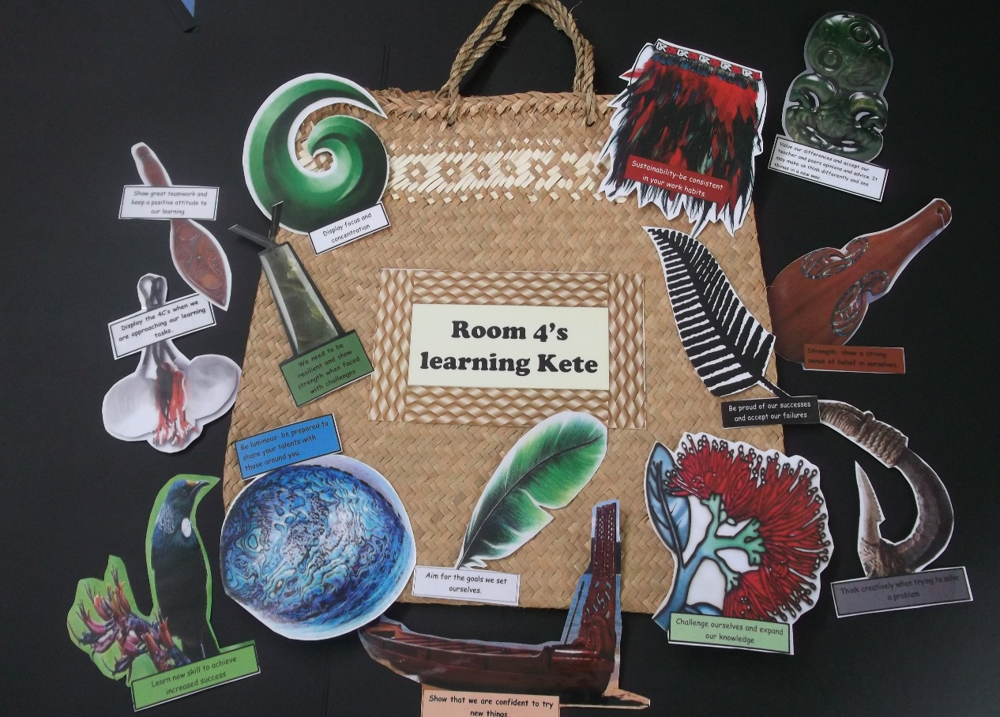 Room 4's
learning Kete
Show great teamwork and
keep a positive attitude to
our learning
Display focus and
concentration
Sustainability-be consistent
in your work habits.
Value our differences and accept our
teacher and peers opinions and advice. It
may make us think differently and see
things in a new way.
Display the 4C's when we
are approaching our learning
tasks.
We need to be
resilient and show
strength when faced
with challenges
Strength: show a strong
sense of belief in ourselves.
Be proud of our successes
and accept our failures
Be luminous- be prepared to
share your talents with
those around you.
Aim for the goals we set
ourselves.
Think creatively when trying to solve
a problem.
Challenge ourselves and expand
our knowledge
Learn new skill to achieve
increased success
Show that we are confident to try
new things.